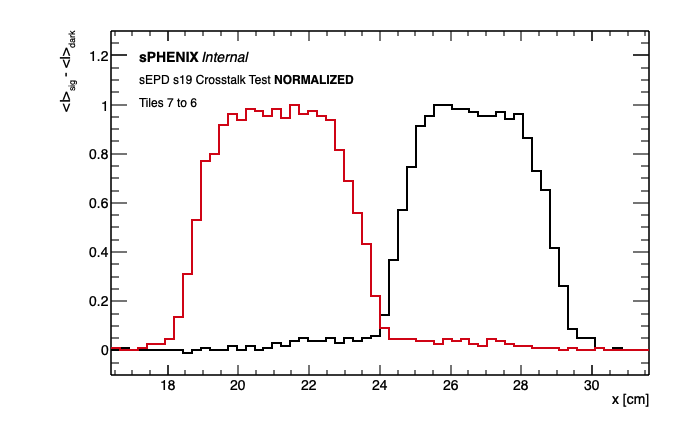 <I>sig - <I>dark
sPHENIX Internal
sEPD s19 Crosstalk Test NORMALIZED
Tiles 7 to 6
1.2
1
0.8
0.6
0.4
0.2
0
18 20 22 24 26 28 30
x [cm]